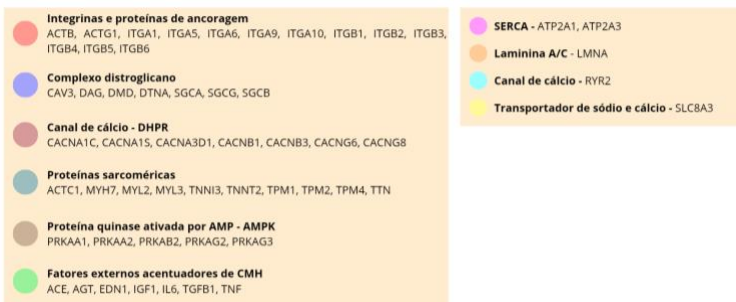 Integrinas e proteínas de ancoragem
ACTB, ACTG1, ITGA1, ITGA5, ITGA6, ITGA9, ITGA10, ITGB1, ITGB2, ITGB3,
ITGB4, ITGB5, ITGB6
Complexo distroglicano
CAV3, DAG, DMD, DTNA, SGCA, SGCG, SGCB
Canal de cálcio - DHPR
CACNA1C, CACNA1S, CACNA3D1, CACNB1, CACNB3, CACNG6, CACNG8
Proteínas sarcoméricas
ACTC1, MYH7, MYL2, MYL3, TNNI3, TNNT2, TPM1, TPM2, TPM4, TTN
Proteína quinase ativada por AMP - AMPK
PRKAA1, PRKAA2, PRKAB2, PRKAG2, PRKAG3
Fatores externos acentuadores de CMH
ACE, AGT, EDN1, IGF1, IL6, TGFB1, TNF
SERCA - ATP2A1, ATP2A3
Laminina A/C - LMNA
Canal de cálcio - RYR2
Transportador de sódio e cálcio - SLC8A3